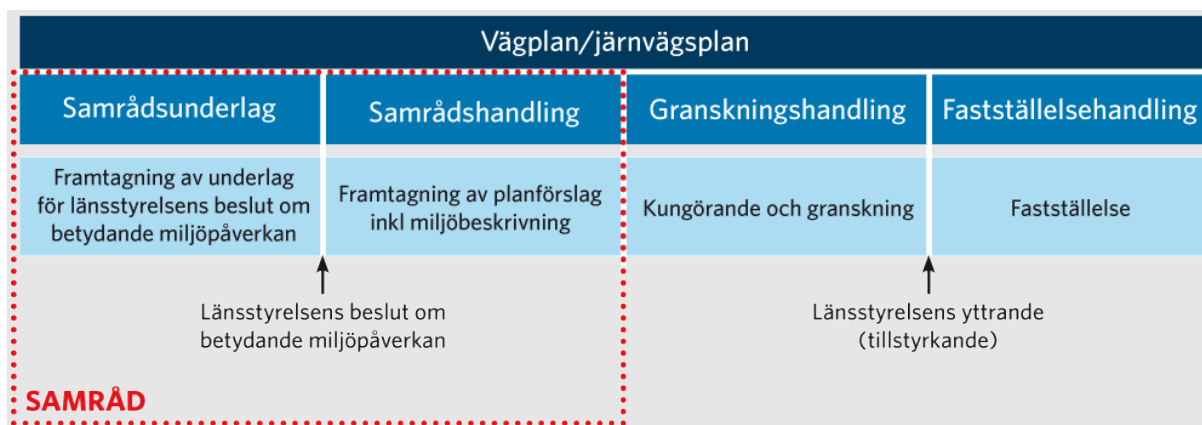 Vägplan/järnvägsplan
Samrådsunderlag
Samrådshandling
Granskningshandling
Fastställelsehandling
Framtagning av underlag
för länsstyrelsens beslut om
betydande miljöpåverkan
Framtagning av planförslag
inkl miljöbeskrivning
Kungörande och granskning
Fastställelse
Länsstyrelsens beslut om
betydande miljöpåverkan
Länsstyrelsens yttrande
(tillstyrkande)
SAMRÅD